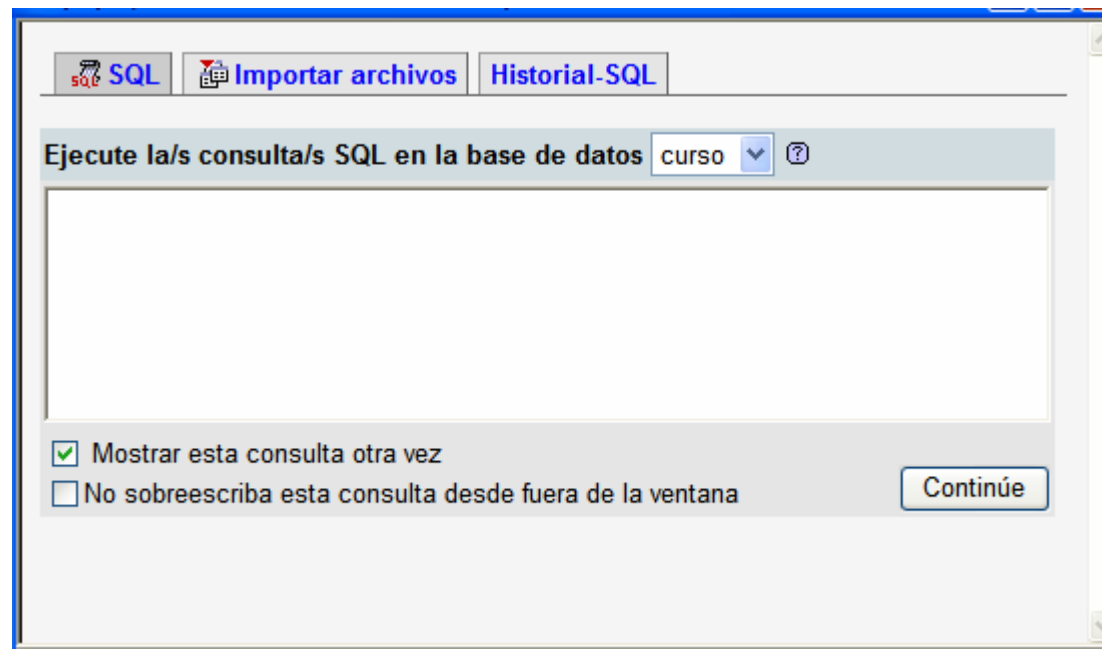 SQL Importar archivos Historial-SQL
Ejecute la/s consulta/s SQL en la base de datos curso
Mostrar esta consulta otra vez
No sobreescriba esta consulta desde fuera de la ventana Continúe